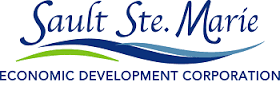 Sault Ste. Marie
ECONOMIC DEVELOPMENT CORPORATION